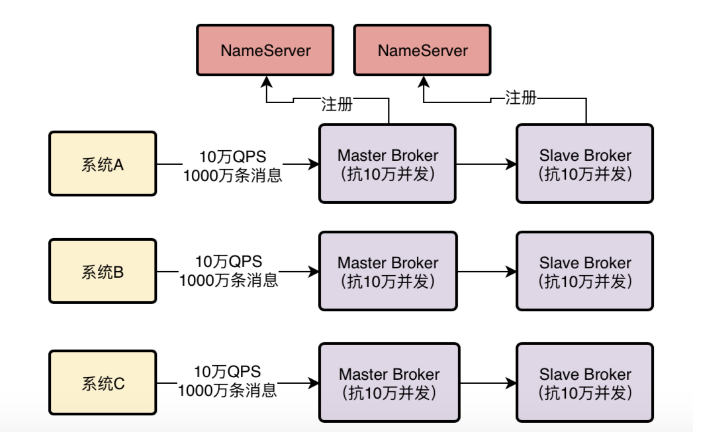 NameServer
NameServer
注册
注册
系统A
10万QPS
1000万条消息
Master Broker
（抗10万并发）
Slave Broker
（抗10万并发）
系统B
10万QPS
1000万条消息
Master Broker
（抗10万并发）
Slave Broker
（抗10万并发）
系统C
10万QPS
1000万条消息
Master Broker
（抗10万并发）
Slave Broker
（抗10万并发）